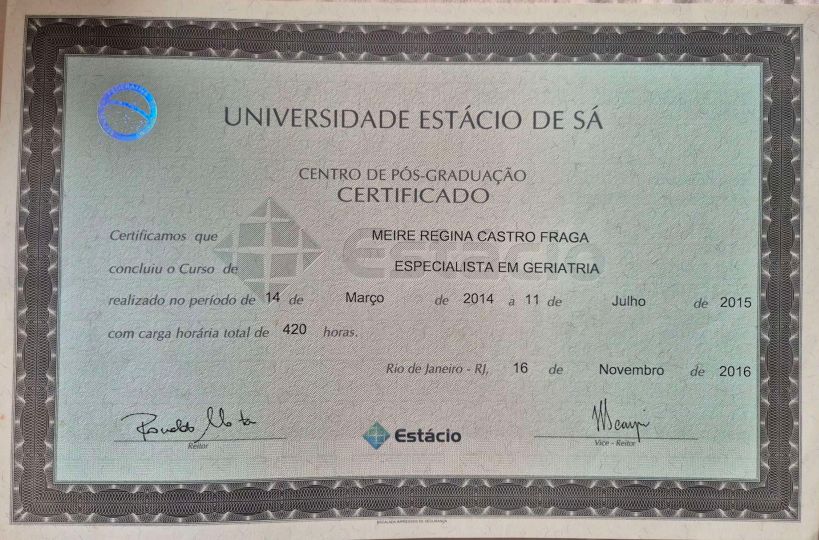 UNIVERSIDADE ESTÁCIO DE SÁ
CENTRO DE PÓS-GRADUAÇÃO
CERTIFICADO
Certificamos que MEIRE REGINA CASTRO FRAGA
concluiu o Curso de ESPECIALISTA EM GERIATRIA
realizado no período de 14 de Março de 2014 a 11 de Julho de 2015
com carga horária total de 420 horas.
Rio de Janeiro - RJ, 16 de Novembro de 2016
Reitor
Estácio
Vice - Reitor